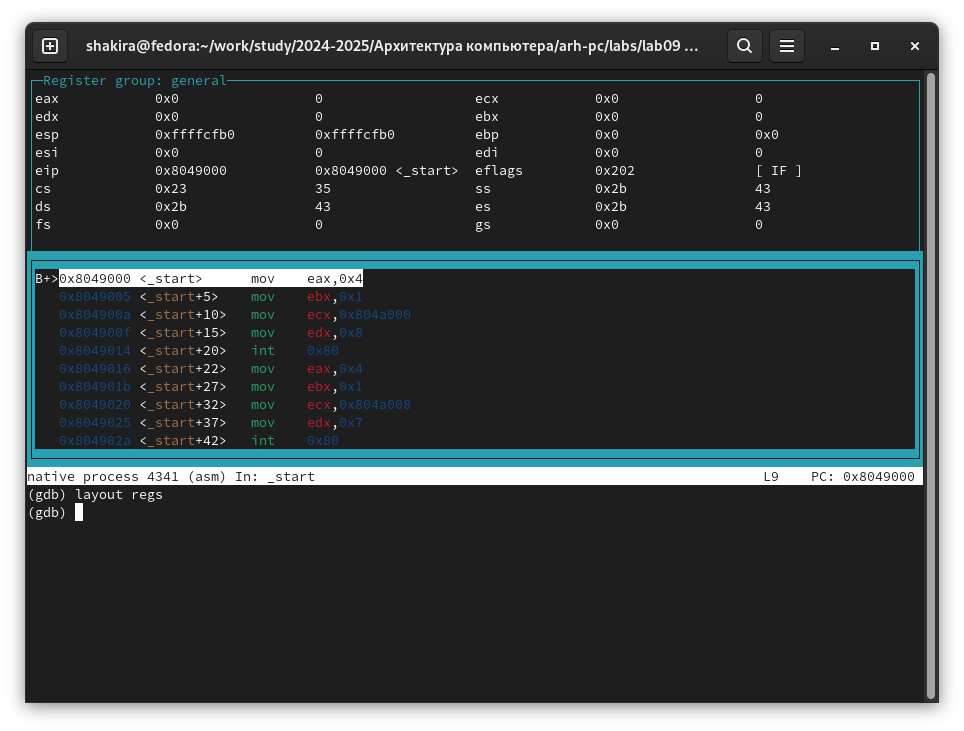 shakira@fedora:~/work/study/2024-2025/Архитектура компьютера/arh-pc/labs/lab09 ...
Register group: general
eax 0x0 0 ecx 0x0 0
edx 0x0 0 ebx 0x0 0
esp 0xffffcfb0 0xffffcfb0 ebp 0x0 0x0
esi 0x0 0 edi 0x0 0
eip 0x8049000 0x8049000 <_start> eflags 0x202 [ IF ]
cs 0x23 35 ss 0x2b 43
ds 0x2b 43 es 0x2b 43
fs 0x0 0 gs 0x0 0
B+>0x8049000 <_start> mov eax,0x4
0x8049005 <_start+5> mov ebx,0x1
0x804900a <_start+10> mov ecx,0x804a000
0x804900f <_start+15> mov edx,0x8
0x8049014 <_start+20> int 0x80
0x8049016 <_start+22> mov eax,0x4
0x804901b <_start+27> mov ebx,0x1
0x8049020 <_start+32> mov ecx,0x804a008
0x8049025 <_start+37> mov edx,0x7
0x804902a <_start+42> int 0x80
native process 4341 (asm) In: _start L9 PC: 0x8049000
(gdb) layout regs
(gdb)